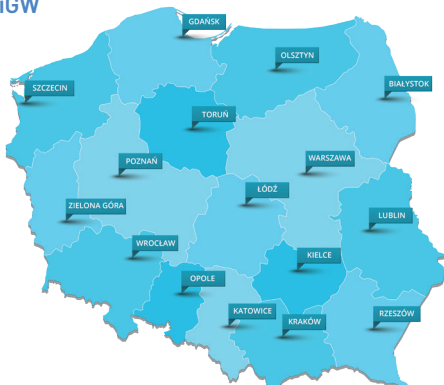 iGW
GDAŃSK
OLSZTYN
SZCZECIN
BIAŁYSTOK
TORUŃ
POZNAŃ
WARSZAWA
ŁÓDŹ
ZIELONA GÓRA
LUBLIN
WROCŁAW
KIELCE
OPOLE
KATOWICE
KRAKÓW
RZESZÓW